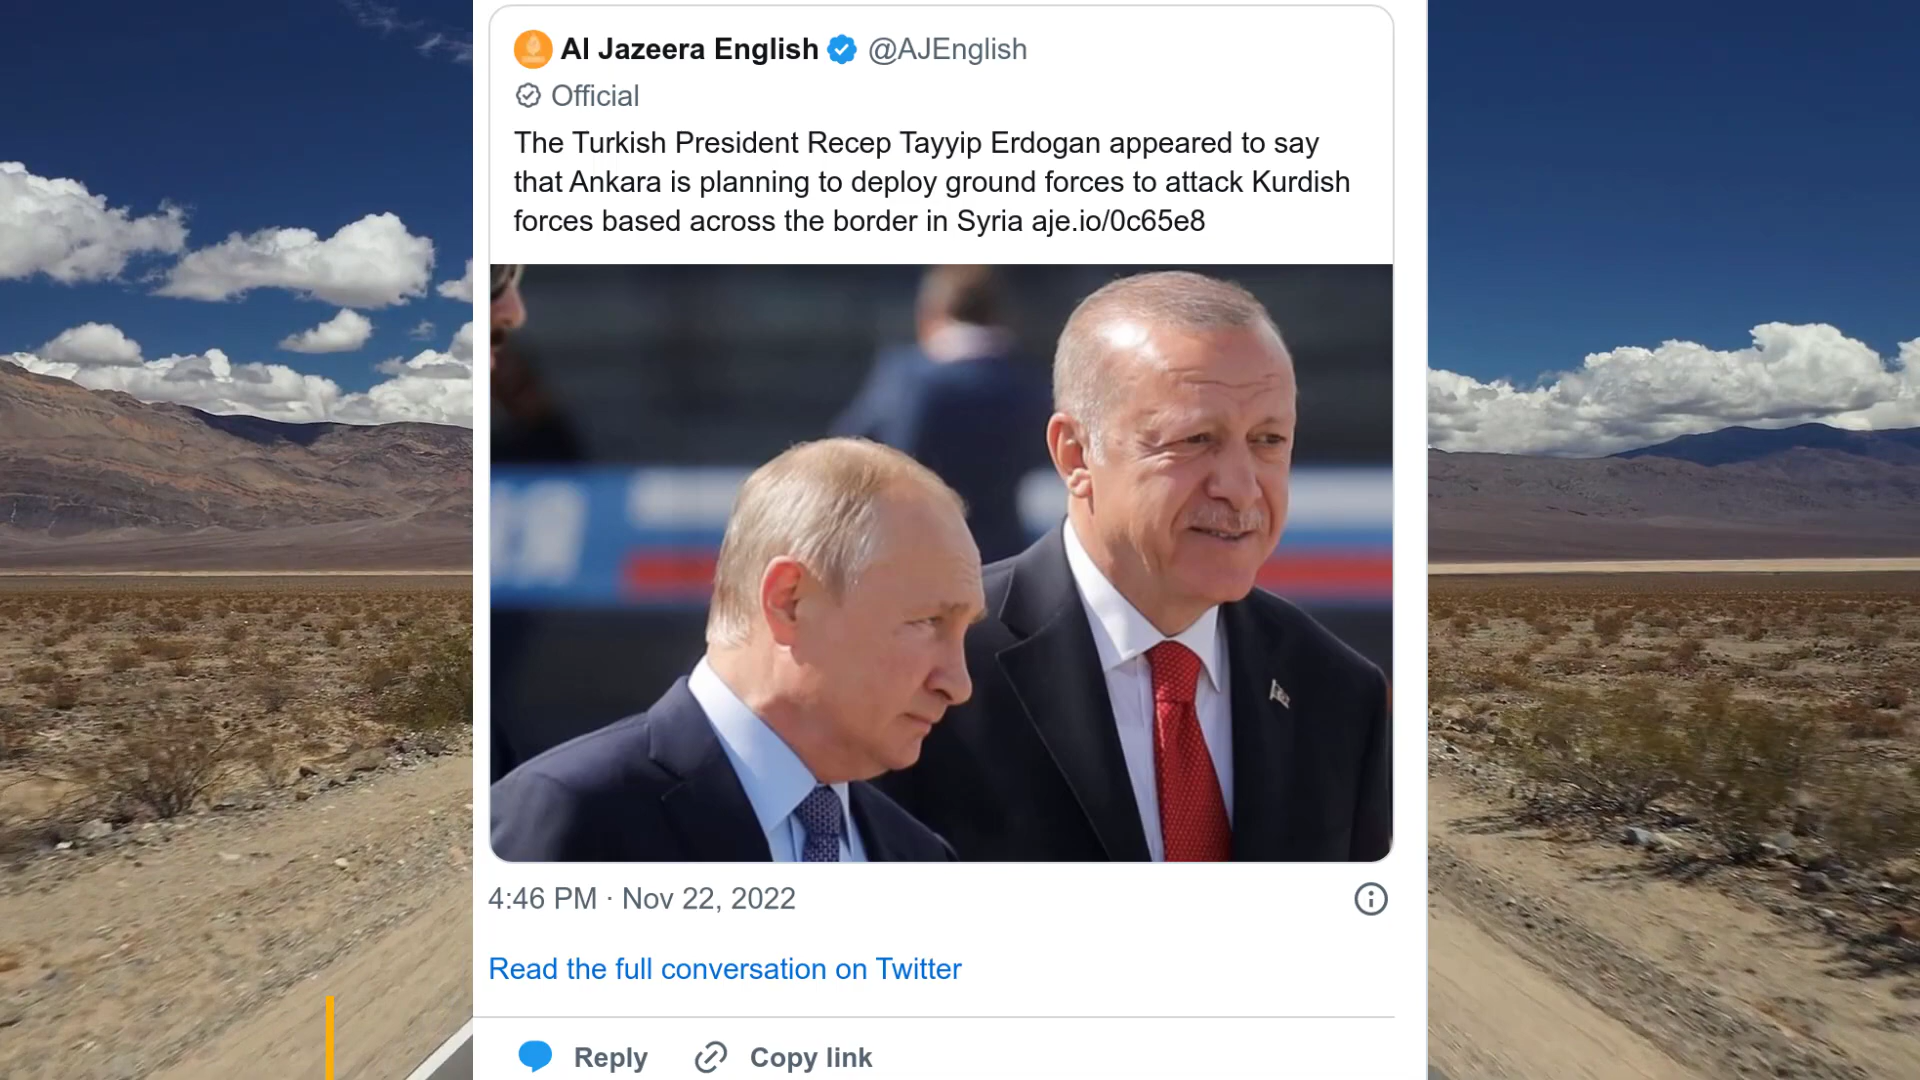 Al Jazeera English @AJEnglish
Official
The Turkish President Recep Tayyip Erdogan appeared to say
that Ankara is planning to deploy ground forces to attack Kurdish
forces based across the border in Syria aje.io/0c65e8
4:46 PM · Nov 22, 2022
Read the full conversation on Twitter
Reply Copy link